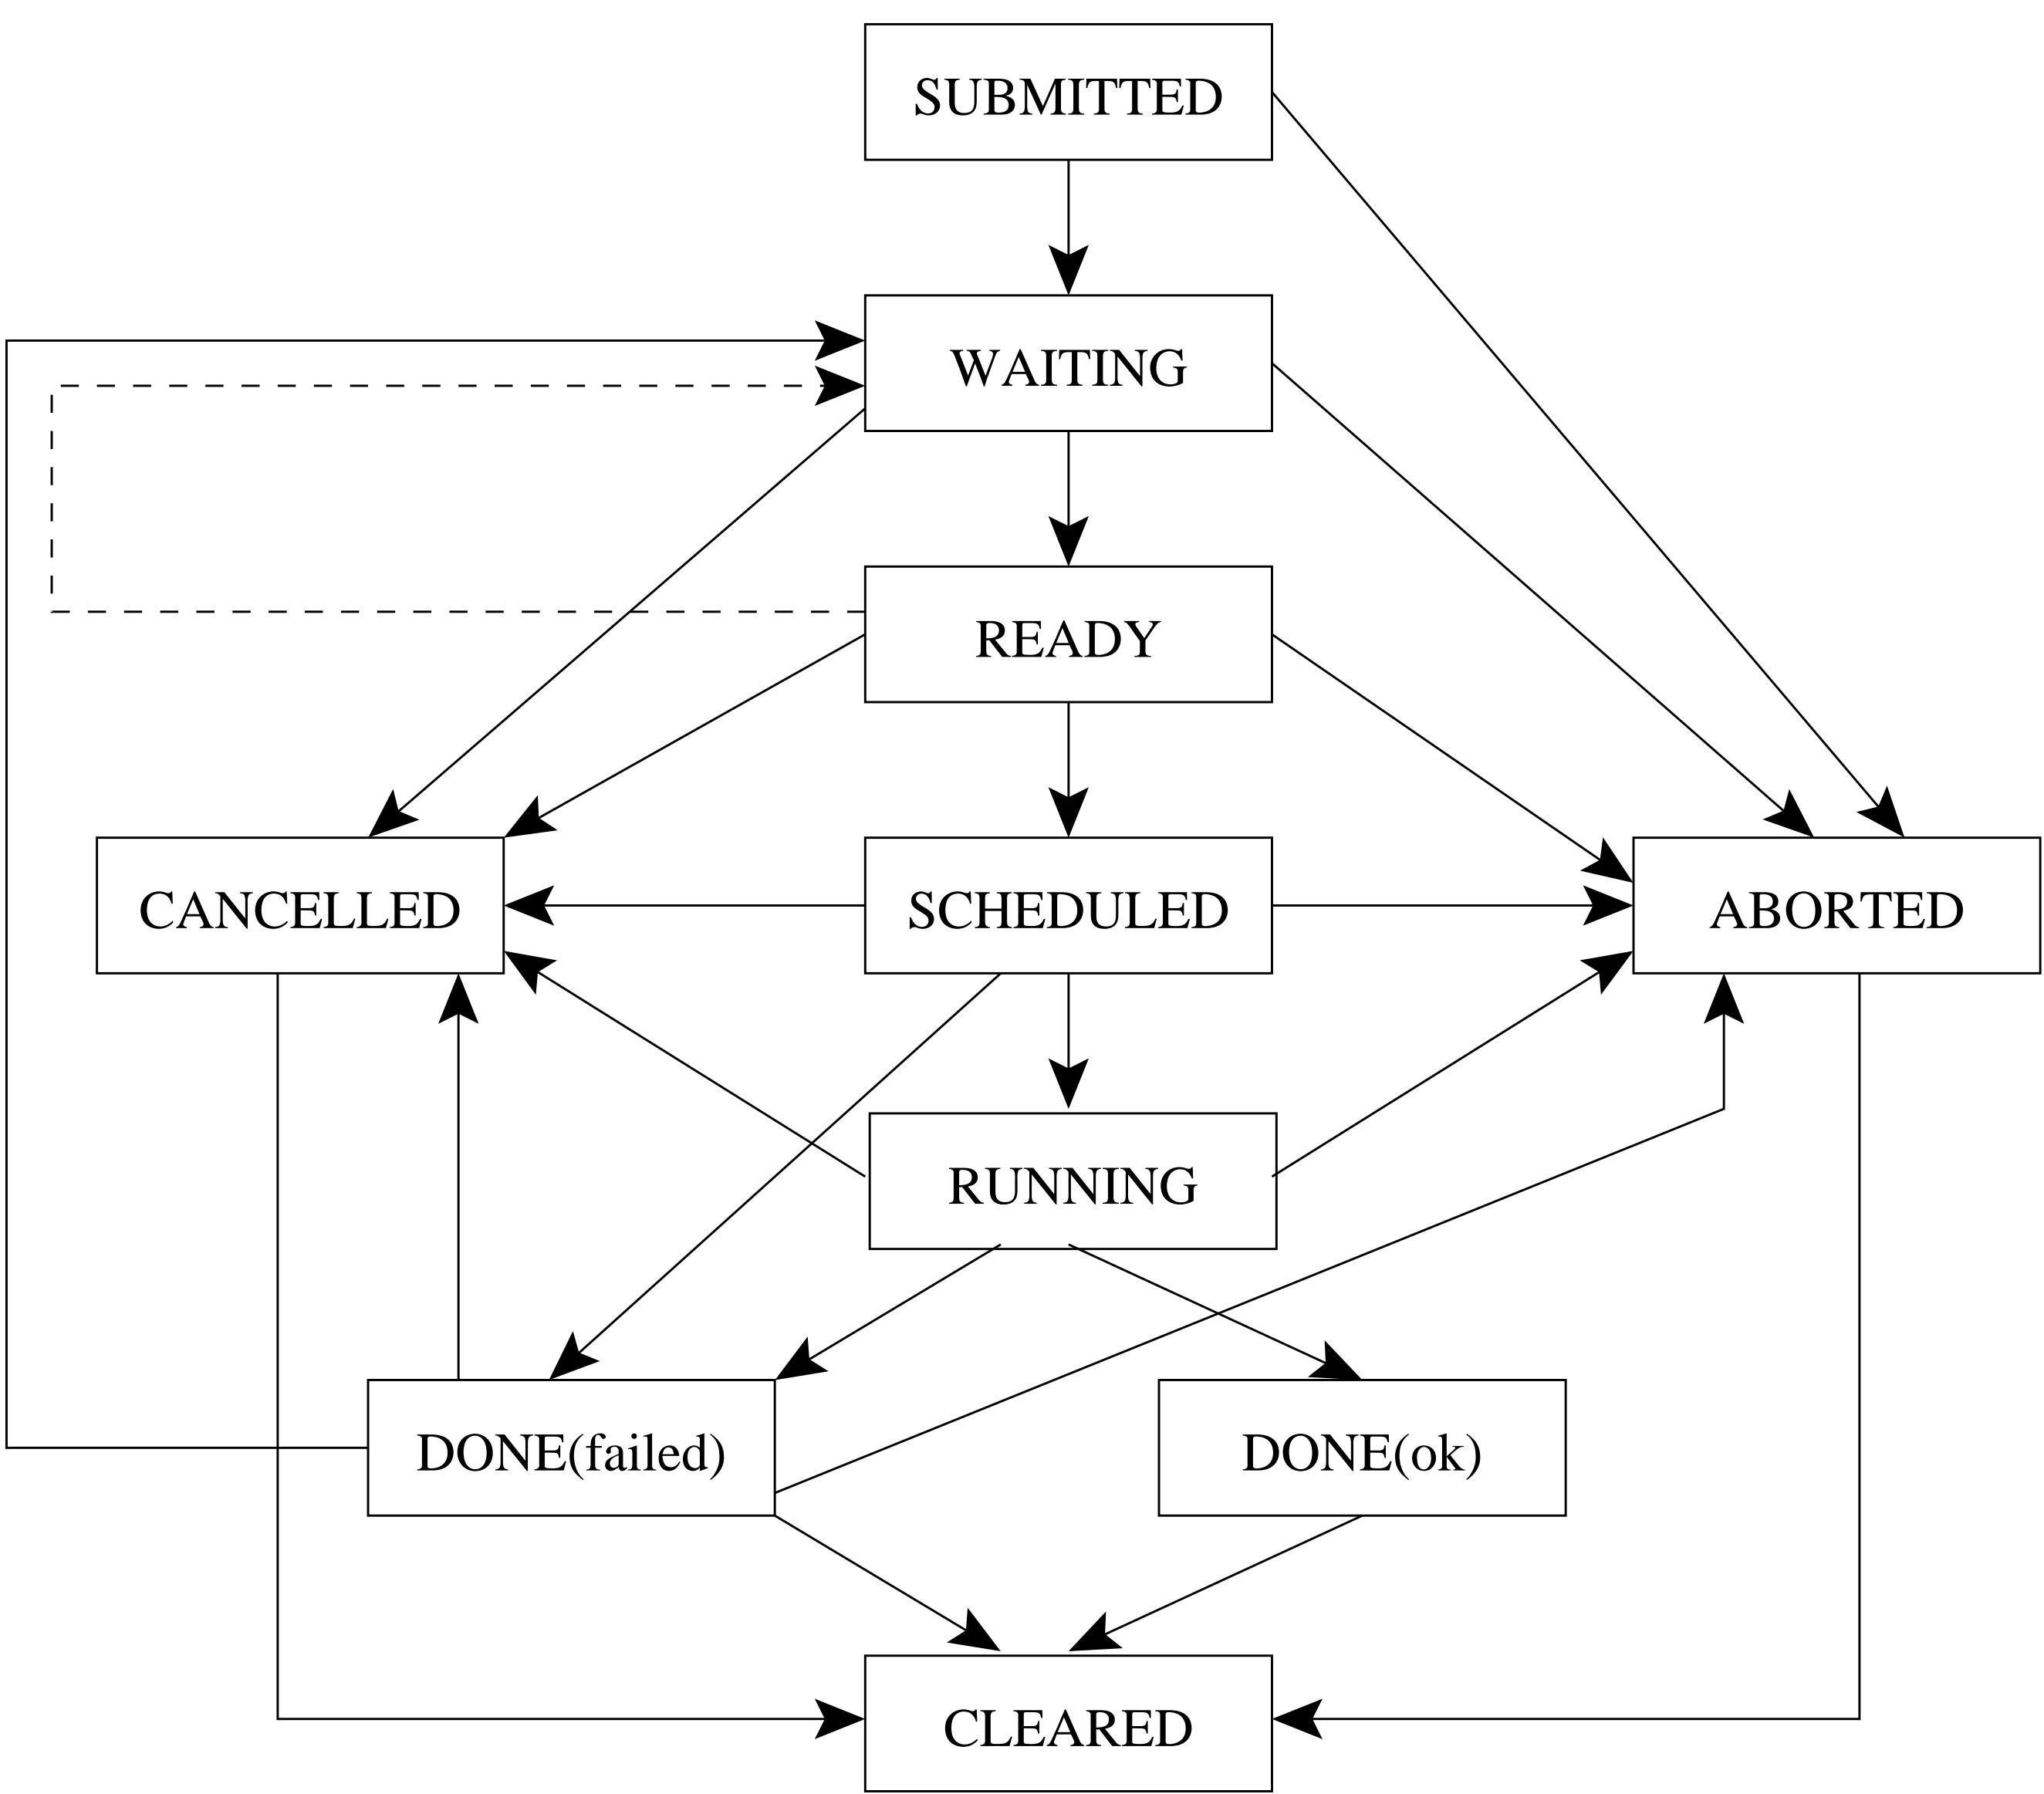 SUBMITTED
WAITING
READY
CANCELLED
SCHEDULED
ABORTED
RUNNING
DONE(failed)
DONE(ok)
CLEARED